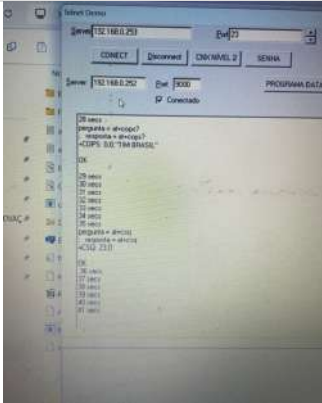 Telnet Demo
Server 192.168.0.253 Port 23
CONECT Disconnect CNX NÍVEL 2 SENHA
Server 192.168.0.252 Port 9000 PROGRAMA DATA
Conectado
28 secs
pergunta = at+cops?
resposta = at+cops?
+COPS: 0,0,"TIM BRASIL"
OK
29 secs
30 secs
31 secs
32 secs
33 secs
34 secs
35 secs
pergunta = at+csq
resposta = at+csq
+CSQ: 23,0
OK
36 secs
37 secs
38 secs
39 secs
40 secs
41 secs